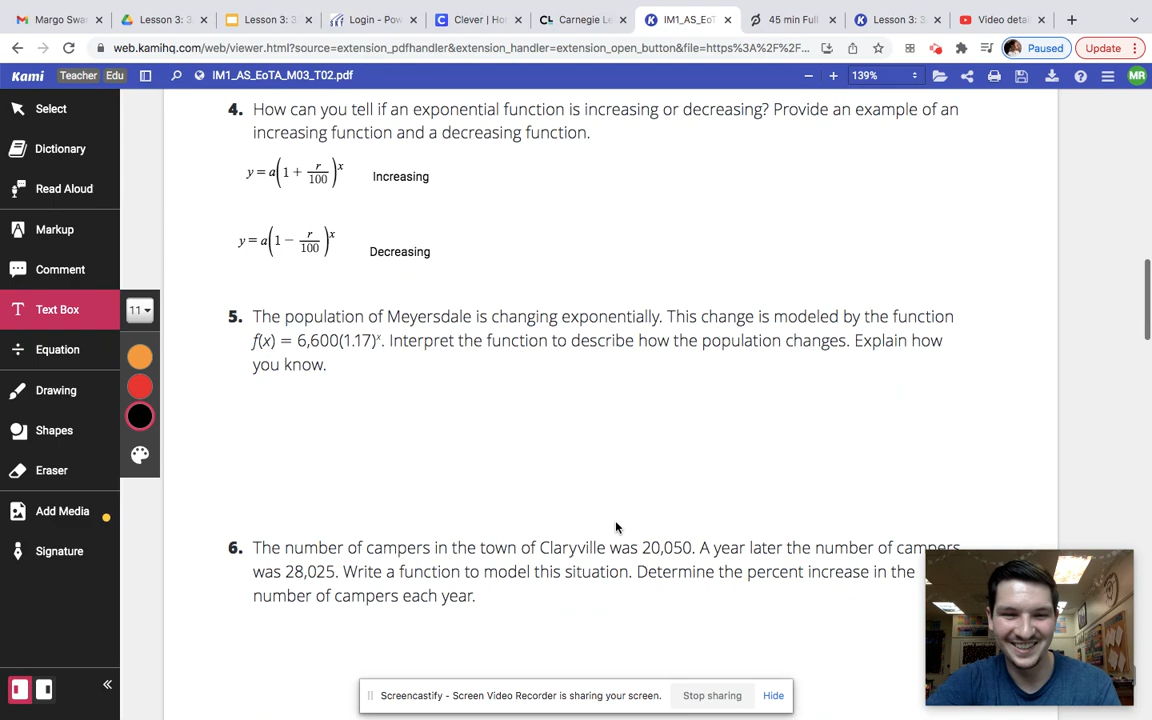 Margo Swar
Lesson 3: 3.
Lesson 3: 3.
Login - Pow
Clever | Ho
Carnegie Le
IM1_AS_EoT
45 min Full
Lesson 3: 3
Video deta
web.kamihq.com/web/viewer.html?source=extension_pdfhandler&extension_handler=extension_open_button&file=https%3A%2F%2F...
Paused
Update
Kami Teacher Edu
IM1_AS_EoTA_M03_T02.pdf
139%
MR
Select
Dictionary
Read Aloud
Markup
Comment
Text Box
11
Equation
Drawing
Shapes
Eraser
Add Media
Signature
4. How can you tell if an exponential function is increasing or decreasing? Provide an example of an
increasing function and a decreasing function.
y = a(1 + r/100)^x Increasing
y = a(1 − r/100)^x Decreasing
5. The population of Meyersdale is changing exponentially. This change is modeled by the function
f(x) = 6,600(1.17)^x. Interpret the function to describe how the population changes. Explain how
you know.
6. The number of campers in the town of Claryville was 20,050. A year later the number of campers
was 28,025. Write a function to model this situation. Determine the percent increase in the
number of campers each year.
Screencastify - Screen Video Recorder is sharing your screen.
Stop sharing
Hide